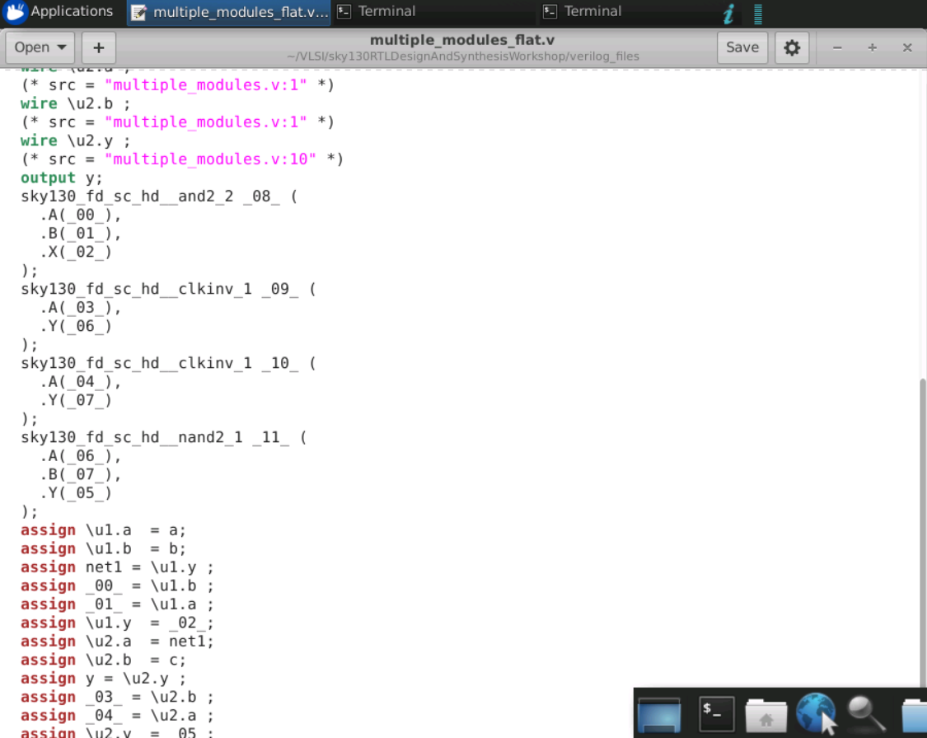 Applications
multiple_modules_flat.v...
Terminal
Terminal
Open
+
multiple_modules_flat.v
~/VLSI/sky130RTLDesignAndSynthesisWorkshop/verilog_files
Save
wire \u2.a ;
(* src = "multiple_modules.v:1" *)
wire \u2.b ;
(* src = "multiple_modules.v:1" *)
wire \u2.y ;
(* src = "multiple_modules.v:10" *)
output y;
sky130_fd_sc_hd__and2_2 _08_ (
.A(_00_),
.B(_01_),
.X(_02_)
);
sky130_fd_sc_hd__clkinv_1 _09_ (
.A(_03_),
.Y(_06_)
);
sky130_fd_sc_hd__clkinv_1 _10_ (
.A(_04_),
.Y(_07_)
);
sky130_fd_sc_hd__nand2_1 _11_ (
.A(_06_),
.B(_07_),
.Y(_05_)
);
assign \u1.a  = a;
assign \u1.b  = b;
assign net1 = \u1.y ;
assign _00_ = \u1.b ;
assign _01_ = \u1.a ;
assign \u1.y  = _02_;
assign \u2.a  = net1;
assign \u2.b  = c;
assign y = \u2.y ;
assign _03_ = \u2.b ;
assign _04_ = \u2.a ;
assign \u2.y  = _05_;
$_